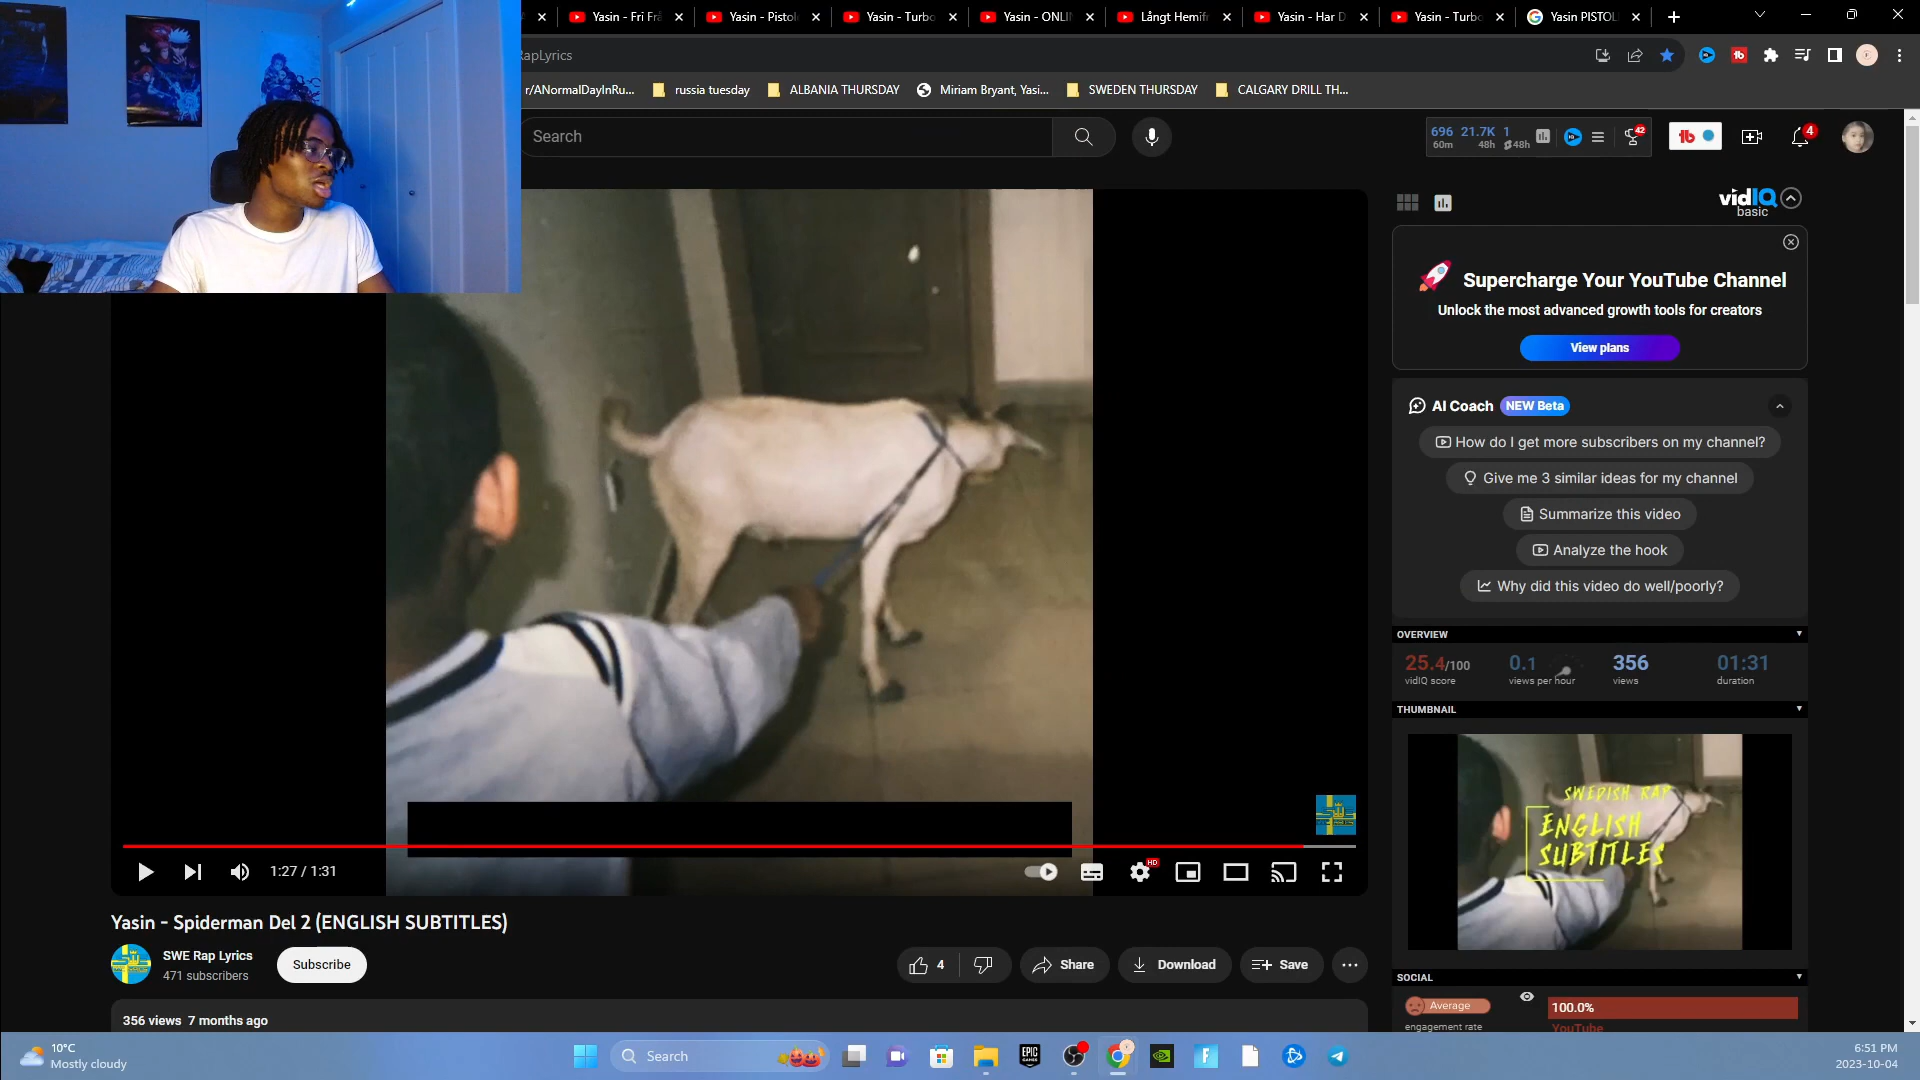 Yasin - Fri Frå
Yasin - Pistol
Yasin - Turbo
Yasin - ONLI
Långt Hemifr
Yasin - Har D
Yasin - Turbo
Yasin PISTOL
RapLyrics
r/ANormalDayInRu...
russia tuesday
ALBANIA THURSDAY
Miriam Bryant, Yasi...
SWEDEN THURSDAY
CALGARY DRILL TH...
Search
696 21.7K 1
60m 48h 48h
42
4
vidIQ
basic
Supercharge Your YouTube Channel
Unlock the most advanced growth tools for creators
View plans
AI Coach NEW Beta
How do I get more subscribers on my channel?
Give me 3 similar ideas for my channel
Summarize this video
Analyze the hook
Why did this video do well/poorly?
OVERVIEW
25.4/100 0.1 356 01:31
vidIQ score views per hour views duration
THUMBNAIL
SWEDISH RAP
ENGLISH
SUBTITLES
SOCIAL
Average 100.0%
engagement rate YouTube
1:27 / 1:31
HD
Yasin - Spiderman Del 2 (ENGLISH SUBTITLES)
SWE Rap Lyrics
471 subscribers
Subscribe
4
Share
Download
Save
356 views 7 months ago
10°C
Mostly cloudy
Search
EPIC
GAMES
6:51 PM
2023-10-04